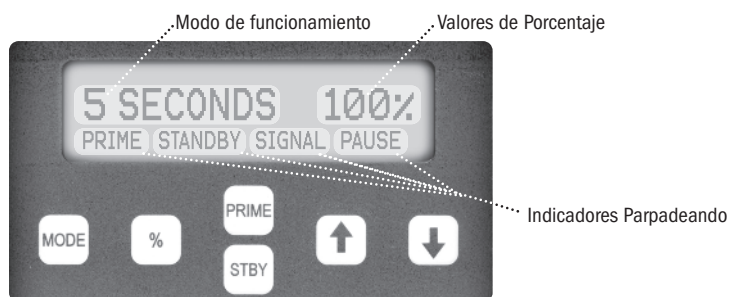 Modo de funcionamiento
Valores de Porcentaje
5 SECONDS 100%
PRIME STANDBY SIGNAL PAUSE
Indicadores Parpadeando
PRIME
MODE
%
STBY